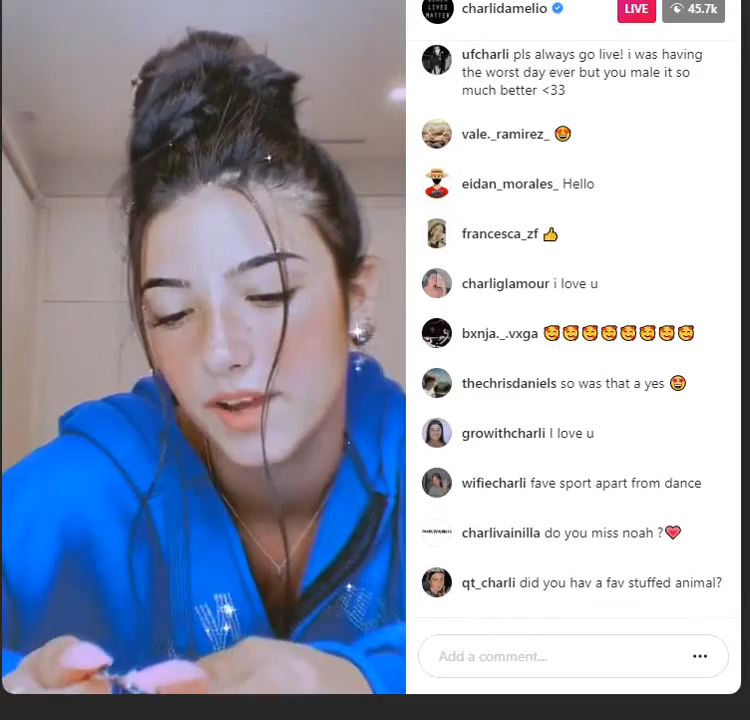 LIVES
MATTER
charlidamelio
LIVE
45.7k
ufcharli pls always go live! i was having
the worst day ever but you male it so
much better <33
vale._ramirez_ 😍
eidan_morales_ Hello
francesca_zf 👍
charliglamour i love u
bxnja._.vxga 🥰🥰🥰🥰🥰🥰🥰🥰
thechrisdaniels so was that a yes 🤩
growithcharli I love u
wifiecharli fave sport apart from dance
charlivainilla do you miss noah ?💗
qt_charli did you hav a fav stuffed animal?
Add a comment...